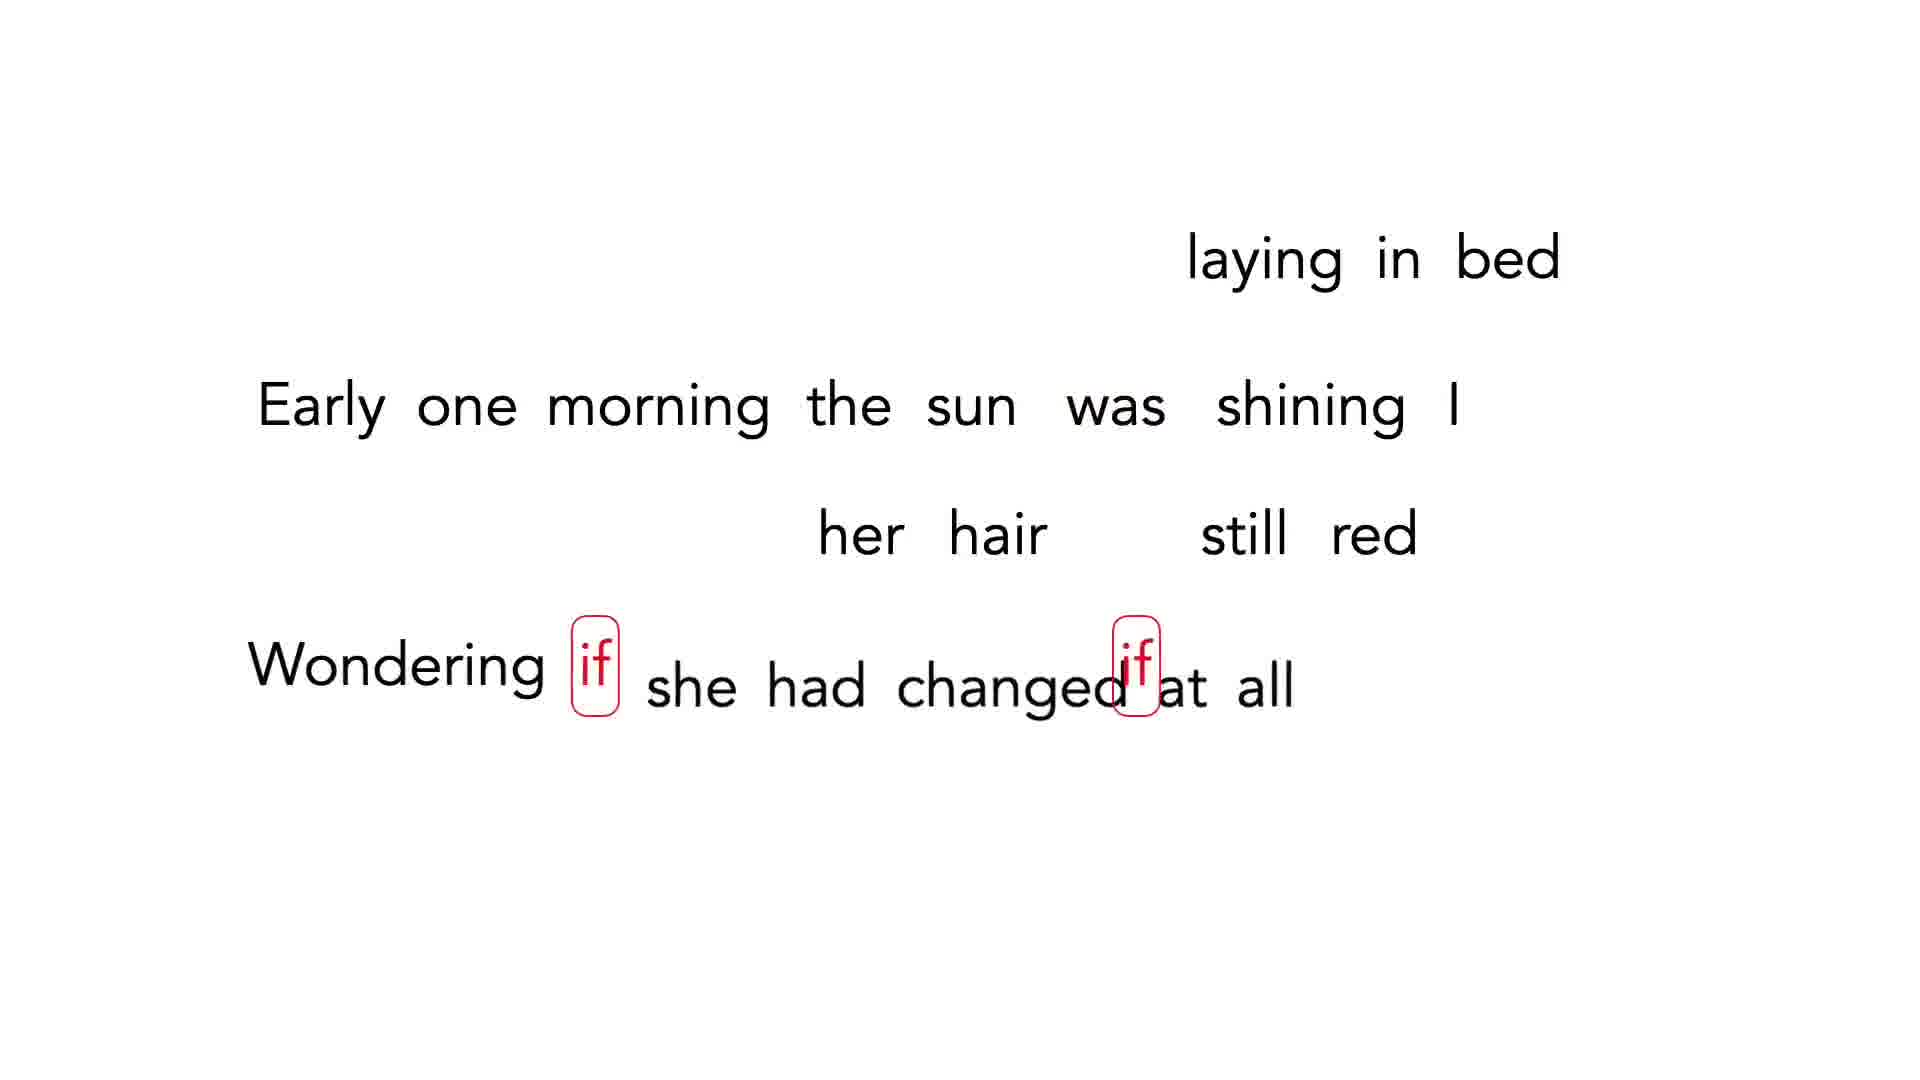 laying in bed
Early one morning the sun was shining I
her hair still red
Wondering if she had changed if at all